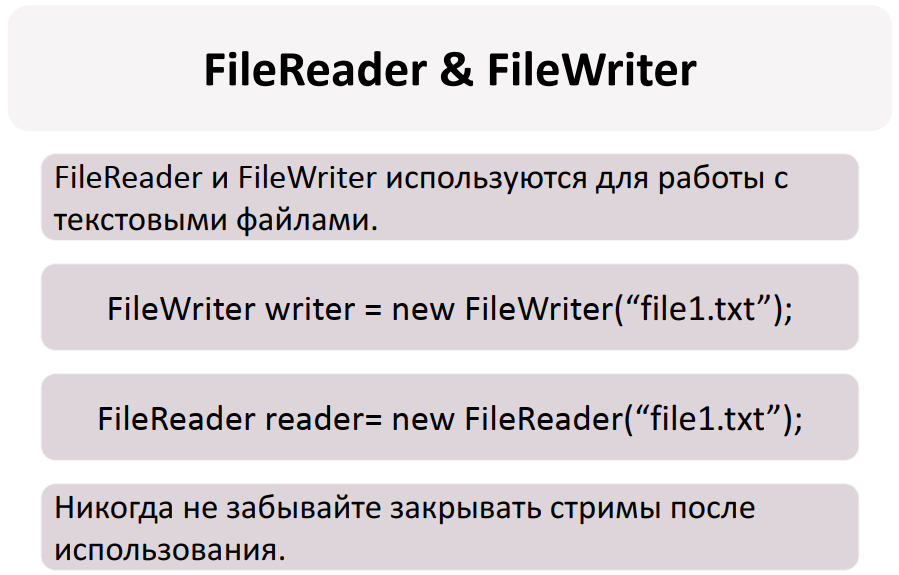 FileReader & FileWriter
FileReader и FileWriter используются для работы с
текстовыми файлами.
FileWriter writer = new FileWriter(“file1.txt”);
FileReader reader= new FileReader(“file1.txt”);
Никогда не забывайте закрывать стримы после
использования.